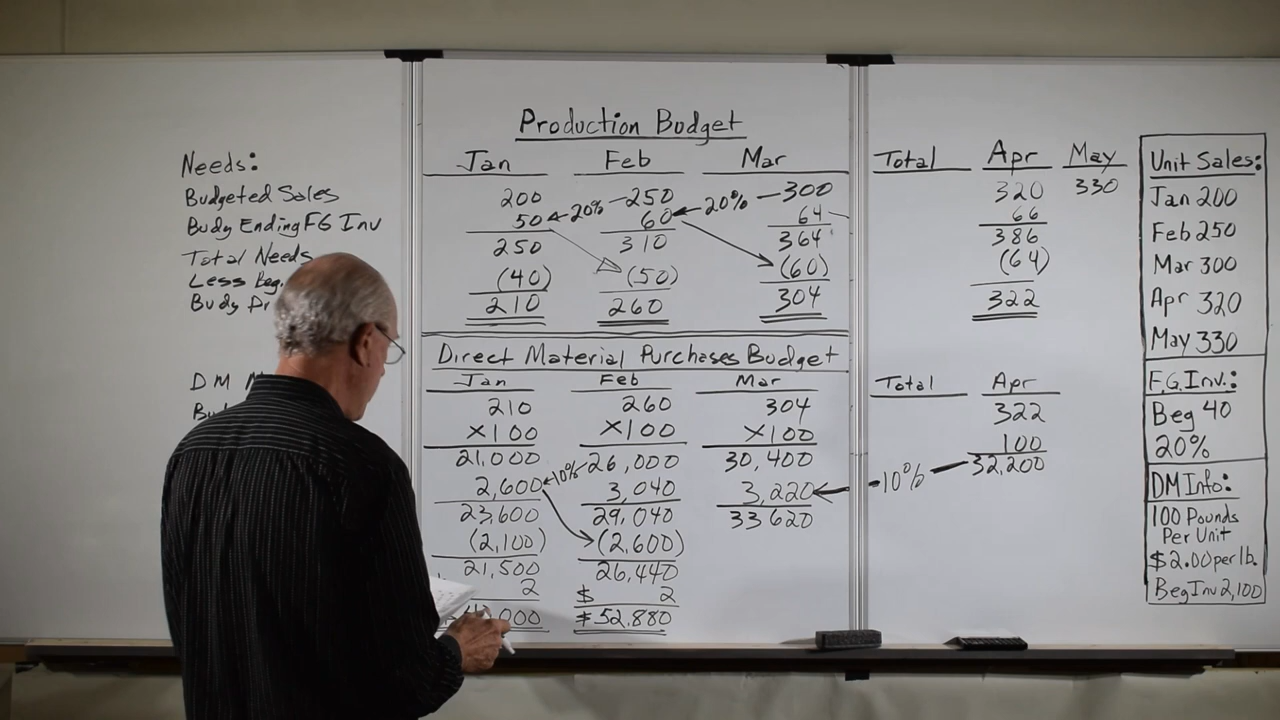 Production Budget
Needs: Jan Feb Mar Total Apr May
Budgeted Sales 200 20% 250 20% 300 320 330
Budg Ending FG Inv 50 60 64 66
Total Needs 250 310 364 386
Less Beg. (40) (50) (60) (64)
Budg Pr 210 260 304 322
Direct Material Purchases Budget
Jan Feb Mar Total Apr
DM
210 260 304 322
X100 X100 X100 100
21,000 10% 26,000 30,400 10% 32,200
2,600 3,040 3,220
23,600 29,040 33620
(2,100) (2,600)
21,500 26,440
2 $ 2
000 $52,880
Unit Sales:
Jan 200
Feb 250
Mar 300
Apr 320
May 330
F.G. Inv.:
Beg 40
20%
DM Info:
100 Pounds
Per Unit
$2.00 per lb.
Beg Inv 2,100